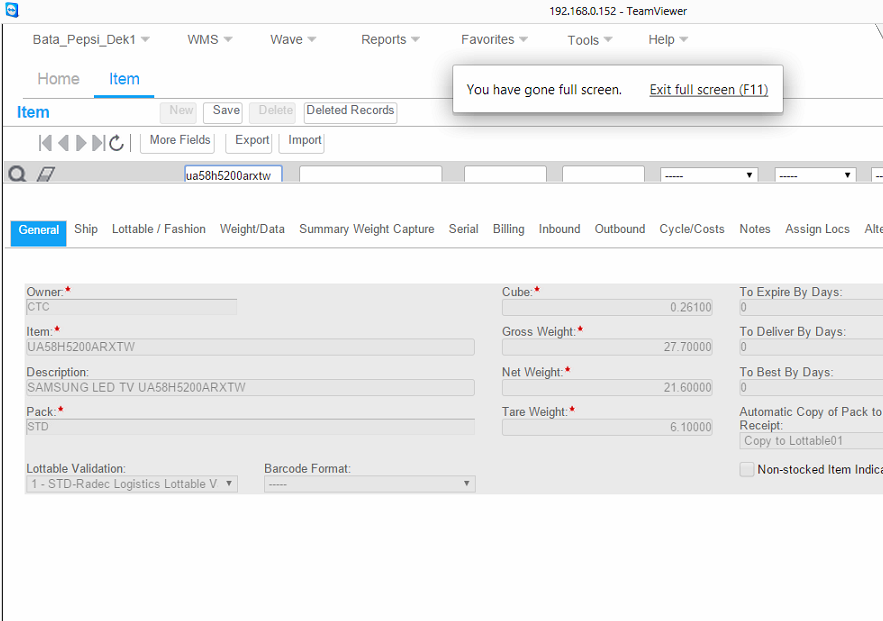 192.168.0.152 - TeamViewer
Bata_Pepsi_Dek1 WMS Wave Reports Favorites Tools Help
Home Item
You have gone full screen. Exit full screen (F11)
Item New Save Delete Deleted Records
More Fields Export Import
ua58h5200arxtw ----- ----- --
General Ship Lottable / Fashion Weight/Data Summary Weight Capture Serial Billing Inbound Outbound Cycle/Costs Notes Assign Locs Alte
Owner:* Cube:* To Expire By Days:
CTC 0.26100 0
Item:* Gross Weight:* To Deliver By Days:
UA58H5200ARXTW 27.70000 0
Description: Net Weight:* To Best By Days:
SAMSUNG LED TV UA58H5200ARXTW 21.60000 0
Pack:* Tare Weight:* Automatic Copy of Pack to
Receipt:
STD 6.10000
Copy to Lottable01
Lottable Validation: Barcode Format: Non-stocked Item Indica
1 - STD-Radec Logistics Lottable V -----